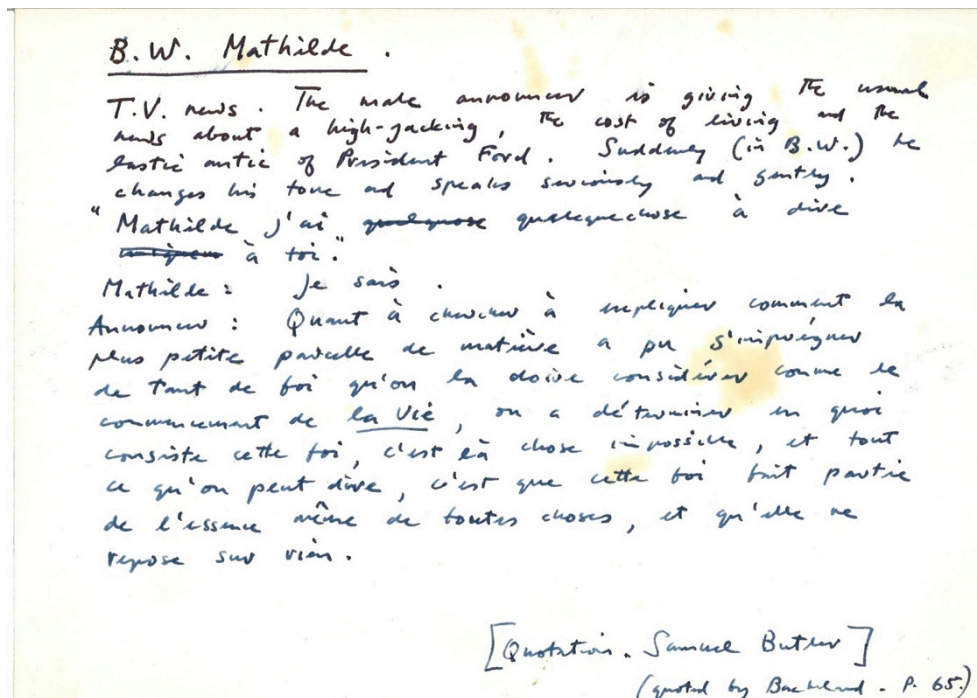 B.W. Mathilde.
T.V. news. The male announcer is giving the usual
news about a high-jacking, the cost of living and the
lastic antic of President Ford. Suddenly (in B.W.) he
changes his tone ad speaks seriously ad gently.
"Mathilde j'ai quelquose quelquechose à dire
à toi."
Mathilde : Je sais.
Announcer : Quant à chercher à expliquer comment la
plus petite parcelle de matière a pu s'imprégner
de tant de foi qu'on la doive considérer comme le
commencement de la Vie, ou a déterminer en quoi
consiste cette foi, c'est là chose impossible, et tout
ce qu'on peut dire, c'est que cette foi fait partie
de l'essence même de toutes choses, et qu'elle ne
repose sur rien.
[Quotation. Samuel Butler]
(quoted by Bachelard - P. 65.)